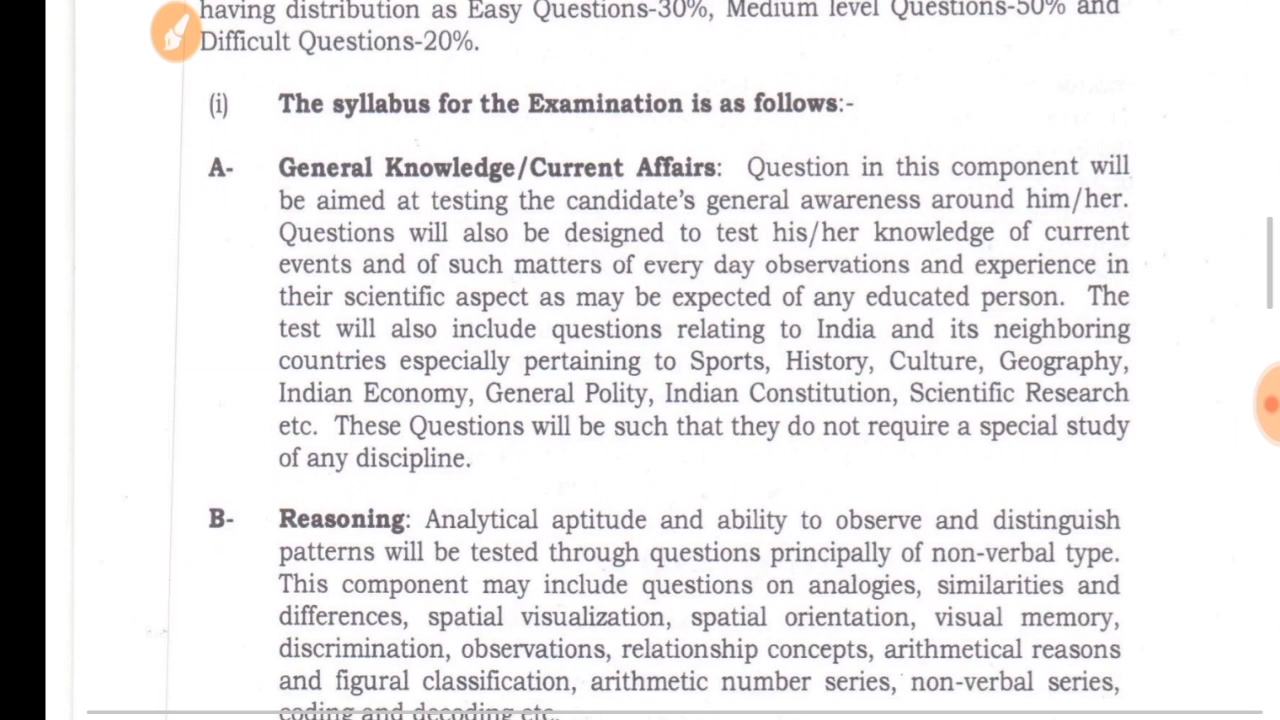 having distribution as Easy Questions-30%, Medium level Questions-50% and
Difficult Questions-20%.
(i) The syllabus for the Examination is as follows:-
A- General Knowledge/Current Affairs: Question in this component will
be aimed at testing the candidate's general awareness around him/her.
Questions will also be designed to test his/her knowledge of current
events and of such matters of every day observations and experience in
their scientific aspect as may be expected of any educated person. The
test will also include questions relating to India and its neighboring
countries especially pertaining to Sports, History, Culture, Geography,
Indian Economy, General Polity, Indian Constitution, Scientific Research
etc. These Questions will be such that they do not require a special study
of any discipline.
B- Reasoning: Analytical aptitude and ability to observe and distinguish
patterns will be tested through questions principally of non-verbal type.
This component may include questions on analogies, similarities and
differences, spatial visualization, spatial orientation, visual memory,
discrimination, observations, relationship concepts, arithmetical reasons
and figural classification, arithmetic number series, non-verbal series,
coding and decoding etc.